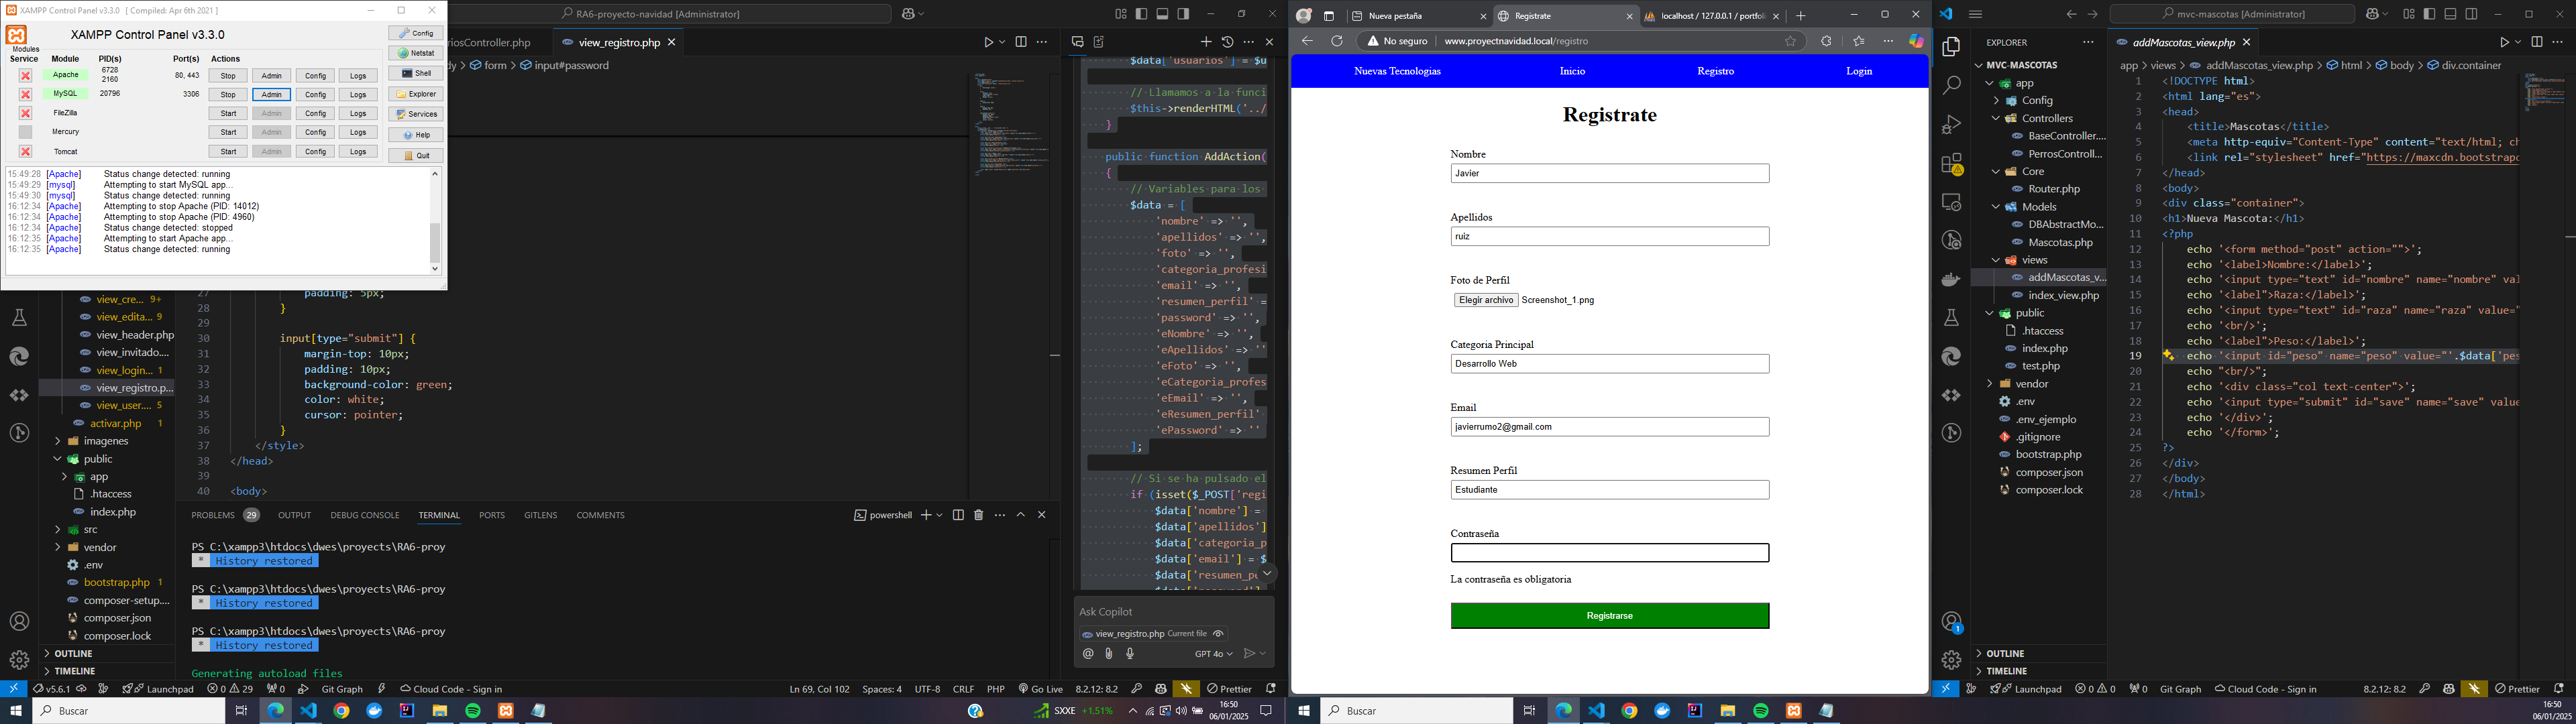 XAMPP Control Panel v3.3.0 [ Compiled: Apr 6th 2021 ]
XAMPP Control Panel v3.3.0
Config
Netstat
Shell
Explorer
Services
Help
Quit
Modules
Service Module PID(s) Port(s) Actions
Apache 6728 2160 80, 443 Stop Admin Config Logs
MySQL 20796 3306 Stop Admin Config Logs
FileZilla Start Admin Config Logs
Mercury Start Admin Config Logs
Tomcat Start Admin Config Logs
15:49:28 [Apache] Status change detected: running
15:49:29 [mysql] Attempting to start MySQL app...
15:49:30 [mysql] Status change detected: running
16:12:34 [Apache] Attempting to stop Apache (PID: 14012)
16:12:34 [Apache] Attempting to stop Apache (PID: 4960)
16:12:34 [Apache] Status change detected: stopped
16:12:35 [Apache] Attempting to start Apache app...
16:12:35 [Apache] Status change detected: running
RA6-proyecto-navidad [Administrator]
riosController.php
view_registro.php
dy > form > input#password
view_cre... 9+
view_edita... 9
view_header.php
view_invitado....
view_login... 1
view_registro.p...
view_user.... 5
activar.php 1
imagenes
public
app
.htaccess
index.php
src
vendor
.env
bootstrap.php 1
composer-setup....
composer.json
composer.lock
OUTLINE
TIMELINE
27 padding: 5px;
28 }
29
30 input[type="submit"] {
31 margin-top: 10px;
32 padding: 10px;
33 background-color: green;
34 color: white;
35 cursor: pointer;
36 }
37 </style>
38 </head>
39
40 <body>
PROBLEMS 29 OUTPUT DEBUG CONSOLE TERMINAL PORTS GITLENS COMMENTS
powershell
PS C:\xampp3\htdocs\dwes\proyects\RA6-proy
* History restored
PS C:\xampp3\htdocs\dwes\proyects\RA6-proy
* History restored
PS C:\xampp3\htdocs\dwes\proyects\RA6-proy
* History restored
Generating autoload files
$data['usuarios'] = $u
// Llamamos a la funci
$this->renderHTML('../
}
public function AddAction(
{
// Variables para los
$data = [
'nombre' => '',
'apellidos' => '',
'foto' => '',
'categoria_profesi
'email' => '',
'resumen_perfil' =
'password' => '',
'eNombre' => '',
'eApellidos' => ''
'eFoto' => '',
'eCategoria_profes
'eEmail' => '',
'eResumen_perfil'
'ePassword' => ''
];
// Si se ha pulsado el
if (isset($_POST['regi
$data['nombre'] =
$data['apellidos']
$data['categoria_p
$data['email'] = $
$data['resumen_pe
$data['password']
Ask Copilot
view_registro.php Current file
GPT 4o
v5.6.1 Launchpad 0 29 0 Git Graph Cloud Code - Sign in
Ln 69, Col 102 Spaces: 4 UTF-8 CRLF PHP Go Live 8.2.12: 8.2 Prettier
Buscar
SXXE +1,51%
16:50
06/01/2025
Nueva pestaña
Registrate
localhost / 127.0.0.1 / portfoli
No seguro www.proyectnavidad.local/registro
Nuevas Tecnologias Inicio Registro Login
Registrate
Nombre
Javier
Apellidos
ruiz
Foto de Perfil
Elegir archivo Screenshot_1.png
Categoria Principal
Desarrollo Web
Email
javierrumo2@gmail.com
Resumen Perfil
Estudiante
Contraseña
La contraseña es obligatoria
Registrarse
Buscar
mvc-mascotas [Administrator]
EXPLORER
MVC-MASCOTAS
app
Config
Controllers
BaseController....
PerrosControll...
Core
Router.php
Models
DBAbstractMo...
Mascotas.php
views
addMascotas_v...
index_view.php
public
.htaccess
index.php
test.php
vendor
.env
.env_ejemplo
.gitignore
bootstrap.php
composer.json
composer.lock
OUTLINE
TIMELINE
addMascotas_view.php
app > views > addMascotas_view.php > html > body > div.container
1 <!DOCTYPE html>
2 <html lang="es">
3 <head>
4 <title>Mascotas</title>
5 <meta http-equiv="Content-Type" content="text/html; ch
6 <link rel="stylesheet" href="https://maxcdn.bootstrapc
7 </head>
8 <body>
9 <div class="container">
10 <h1>Nueva Mascota:</h1>
11 <?php
12 echo '<form method="post" action="">';
13 echo '<label>Nombre:</label>';
14 echo '<input type="text" id="nombre" name="nombre" val
15 echo '<label">Raza:</label>';
16 echo '<input type="text" id="raza" name="raza" value="
17 echo '<br/>';
18 echo '<label">Peso:</label>';
19 echo '<input id="peso" name="peso" value="'.$data['pes
20 echo "<br/>";
21 echo '<div class="col text-center">';
22 echo '<input type="submit" id="save" name="save" value
23 echo '</div>';
24 echo '</form>';
25 ?>
26 </div>
27 </body>
28 </html>
1
Launchpad 0 0 0 Git Graph Cloud Code - Sign in
8.2.12: 8.2 Prettier
16:50
06/01/2025